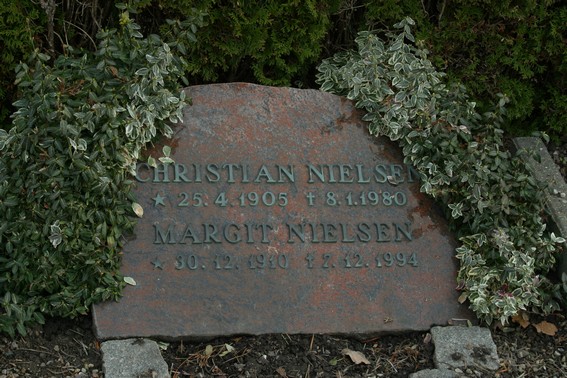 CHRISTIAN NIELSEN
★ 25.4.1905 † 8.1.1980
MARGIT NIELSEN
★ 30.12.1910 † 2.12.1994